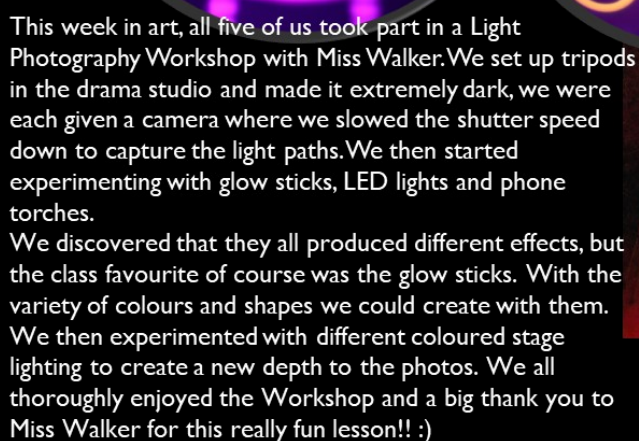 This week in art, all five of us took part in a Light
Photography Workshop with Miss Walker. We set up tripods
in the drama studio and made it extremely dark, we were
each given a camera where we slowed the shutter speed
down to capture the light paths. We then started
experimenting with glow sticks, LED lights and phone
torches.
We discovered that they all produced different effects, but
the class favourite of course was the glow sticks. With the
variety of colours and shapes we could create with them.
We then experimented with different coloured stage
lighting to create a new depth to the photos. We all
thoroughly enjoyed the Workshop and a big thank you to
Miss Walker for this really fun lesson!! :)